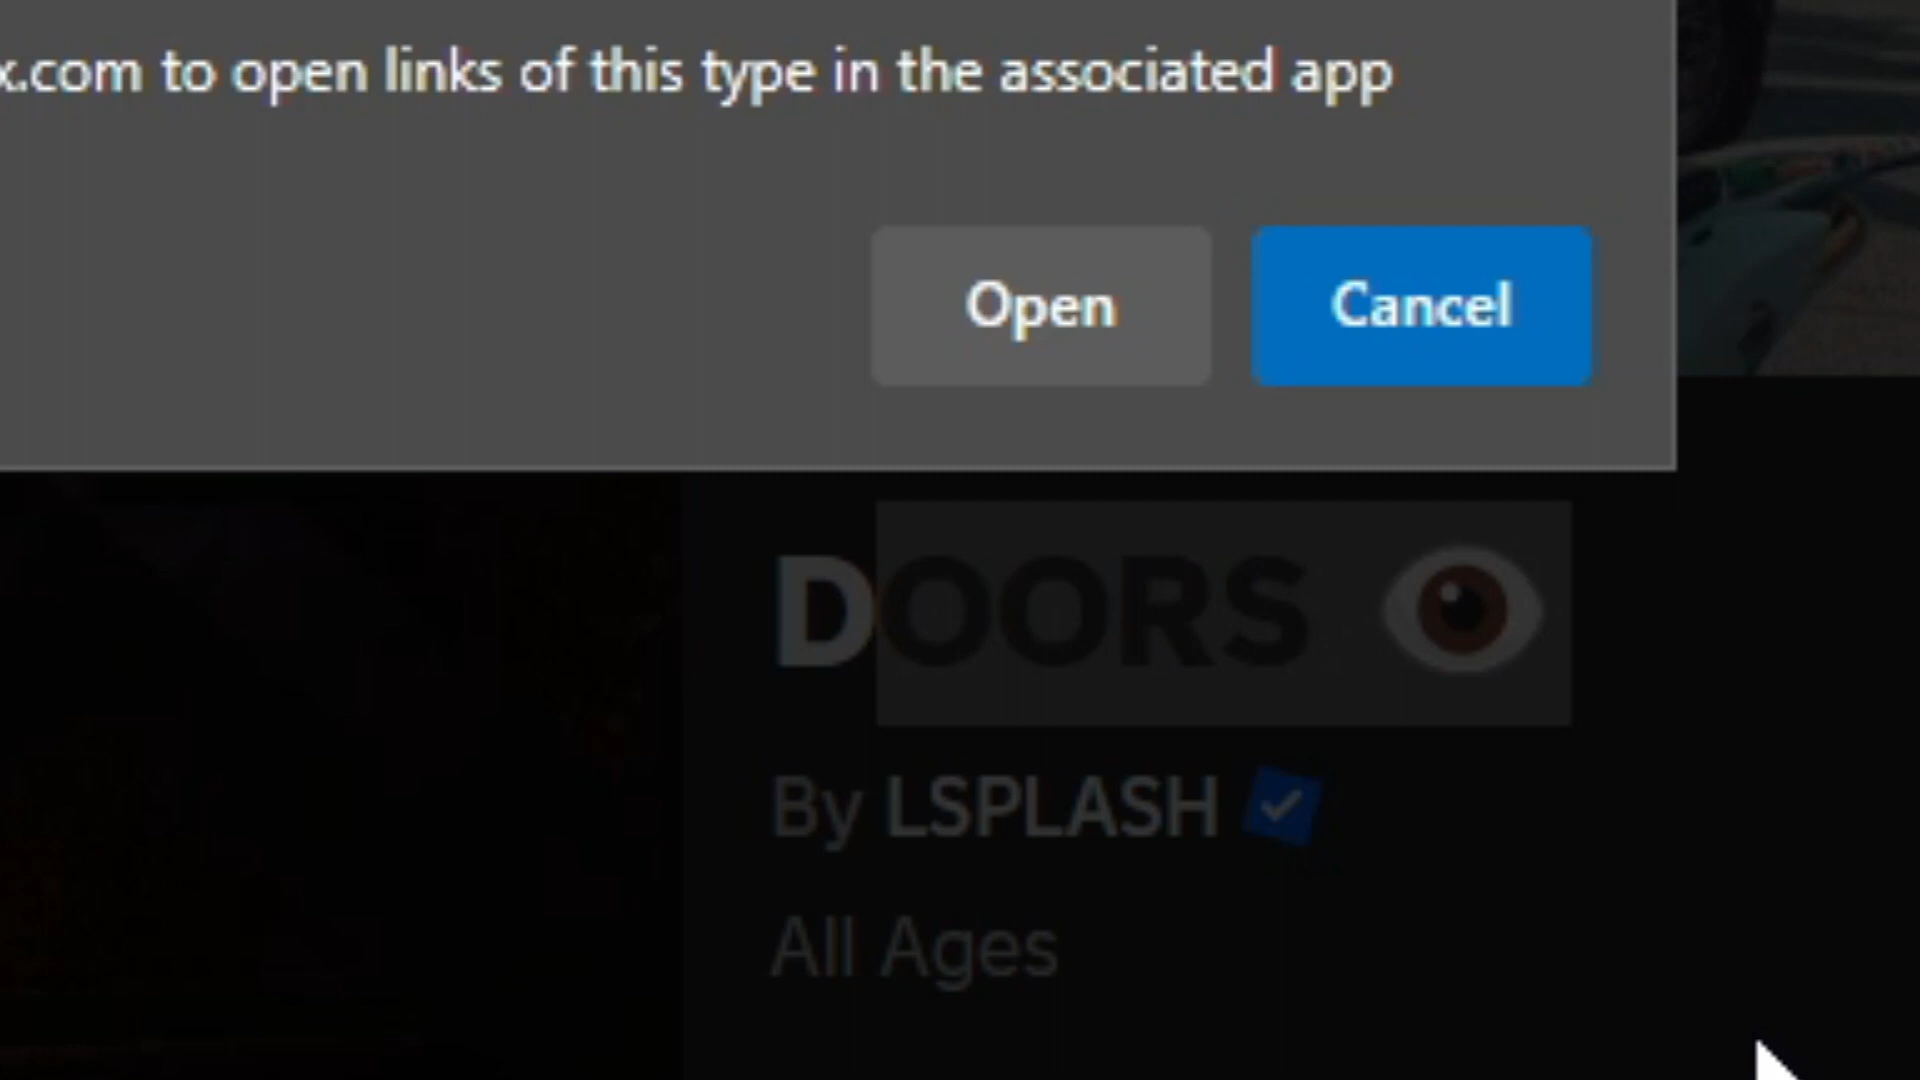 x.com to open links of this type in the associated app
Open Cancel
DOORS 👁
By LSPLASH
All Ages